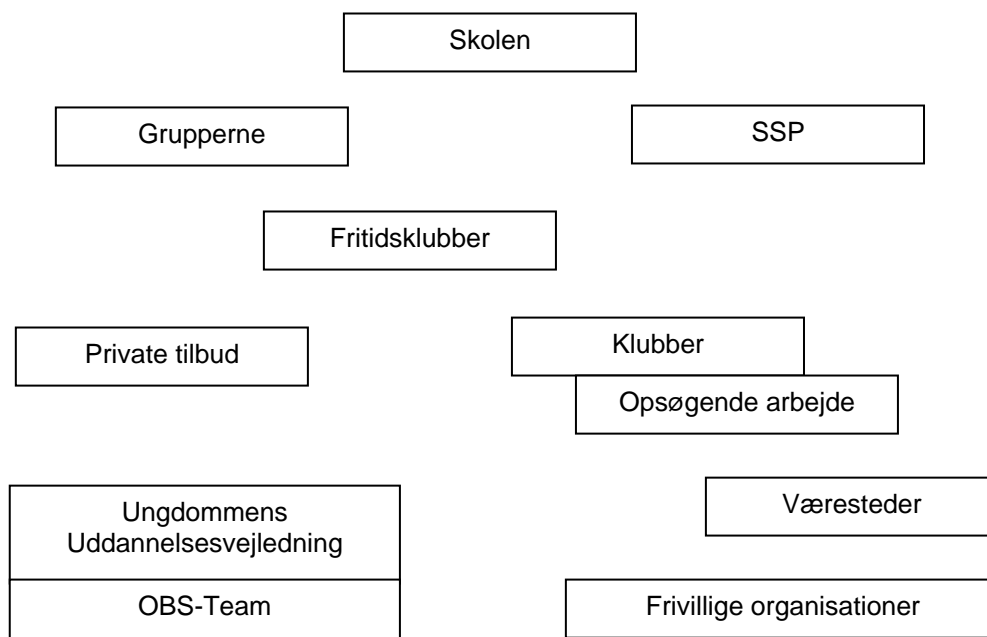 Skolen
Grupperne
SSP
Fritidsklubber
Private tilbud
Klubber
Opsøgende arbejde
Ungdommens
Uddannelsesvejledning
Væresteder
OBS-Team
Frivillige organisationer